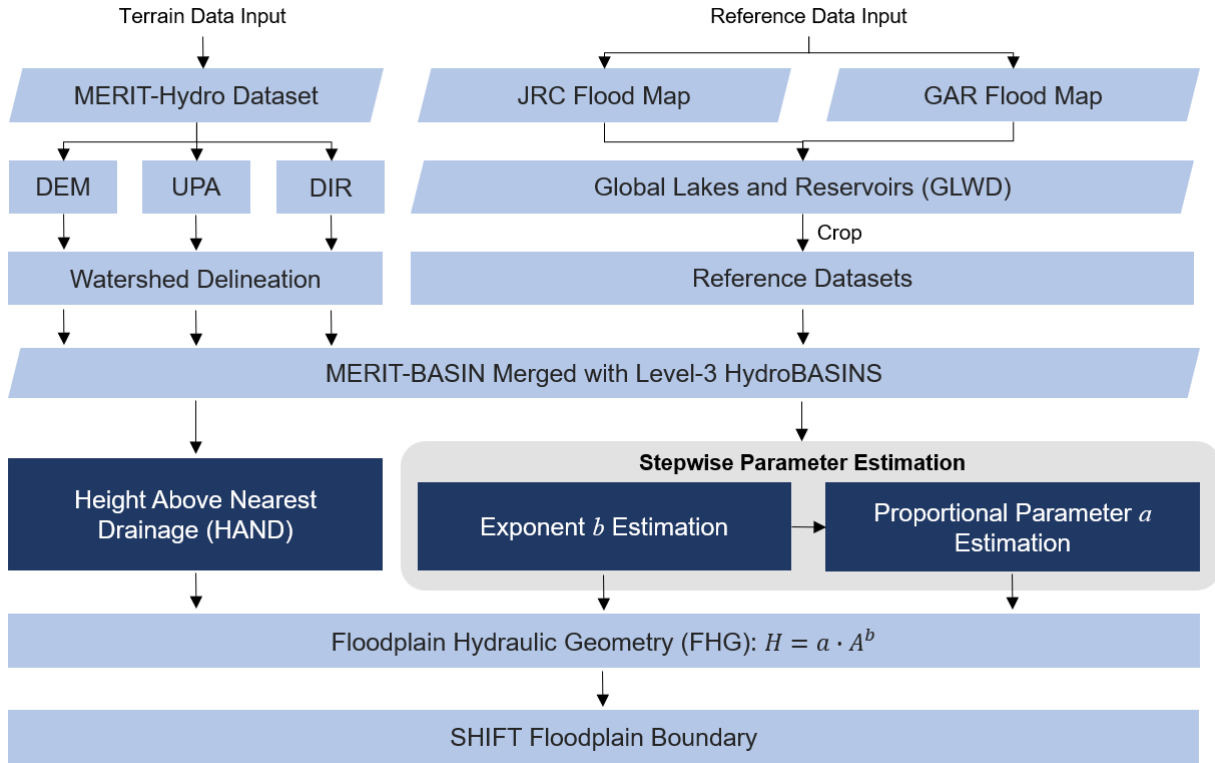 Terrain Data Input
Reference Data Input
MERIT-Hydro Dataset
JRC Flood Map
GAR Flood Map
DEM
UPA
DIR
Global Lakes and Reservoirs (GLWD)
Crop
Watershed Delineation
Reference Datasets
MERIT-BASIN Merged with Level-3 HydroBASINS
Height Above Nearest
Drainage (HAND)
Stepwise Parameter Estimation
Exponent b Estimation
Proportional Parameter a
Estimation
Floodplain Hydraulic Geometry (FHG): H = a · A^b
SHIFT Floodplain Boundary